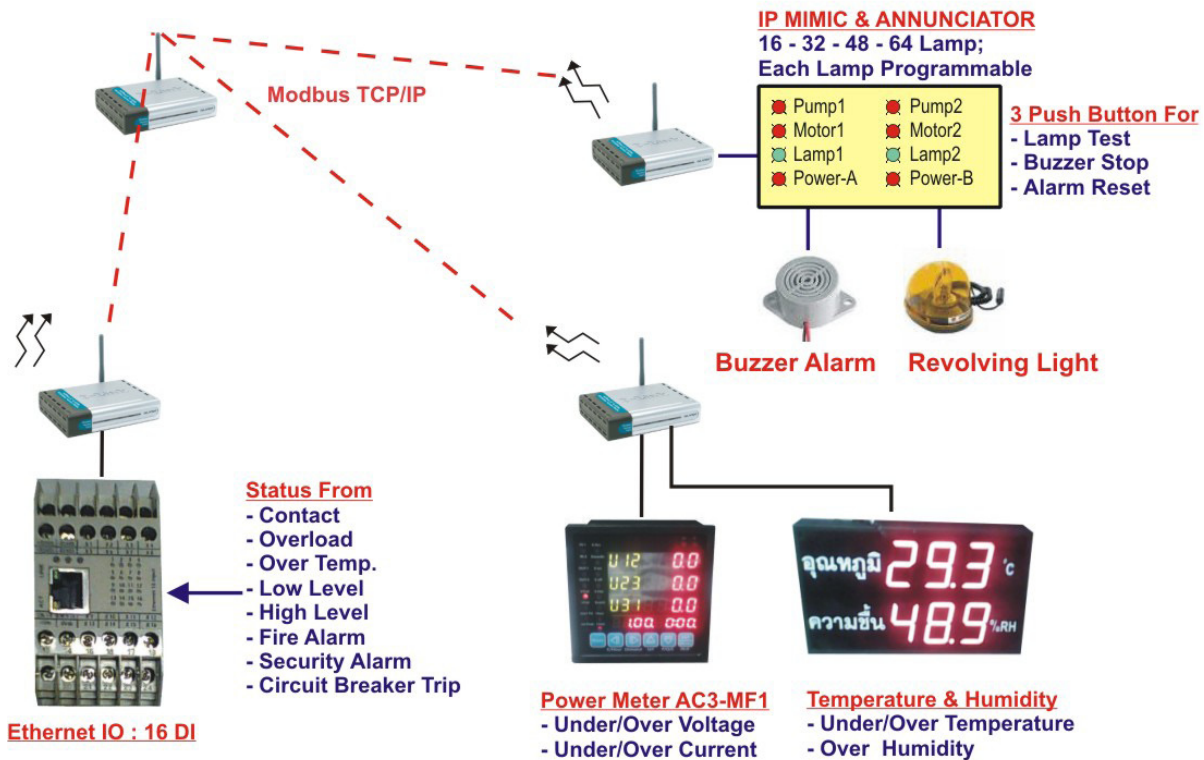 IP MIMIC & ANNUNCIATOR
16 - 32 - 48 - 64 Lamp;
Each Lamp Programmable
Modbus TCP/IP
Pump1
Pump2
Motor1
Motor2
Lamp1
Lamp2
Power-A
Power-B
3 Push Button For
- Lamp Test
- Buzzer Stop
- Alarm Reset
Buzzer Alarm
Revolving Light
Status From
- Contact
- Overload
- Over Temp.
- Low Level
- High Level
- Fire Alarm
- Security Alarm
- Circuit Breaker Trip
Ethernet IO : 16 DI
U12 0.0
U23 0.0
U31 0.0
1.00. 0:00.
อุณหภูมิ 29.3 °C
ความชื้น 48.9 %RH
Power Meter AC3-MF1
- Under/Over Voltage
- Under/Over Current
Temperature & Humidity
- Under/Over Temperature
- Over Humidity